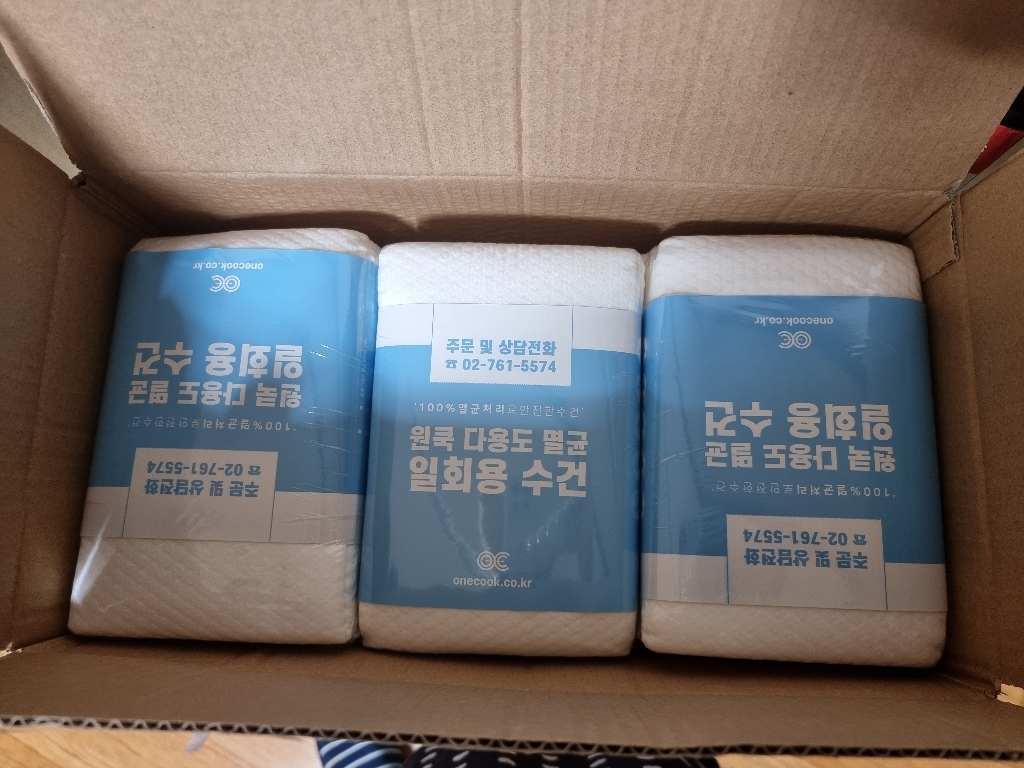 onecook.co.kr
원쿡 다용도 멸균
일회용 수건
'100%멸균처리로안전한수건'
주문 및 상담전화
☎ 02-761-5574
주문 및 상담전화
☎ 02-761-5574
'100%멸균처리로안전한수건'
원쿡 다용도 멸균
일회용 수건
onecook.co.kr
onecook.co.kr
원쿡 다용도 멸균
일회용 수건
'100%멸균처리로안전한수건'
주문 및 상담전화
☎ 02-761-5574